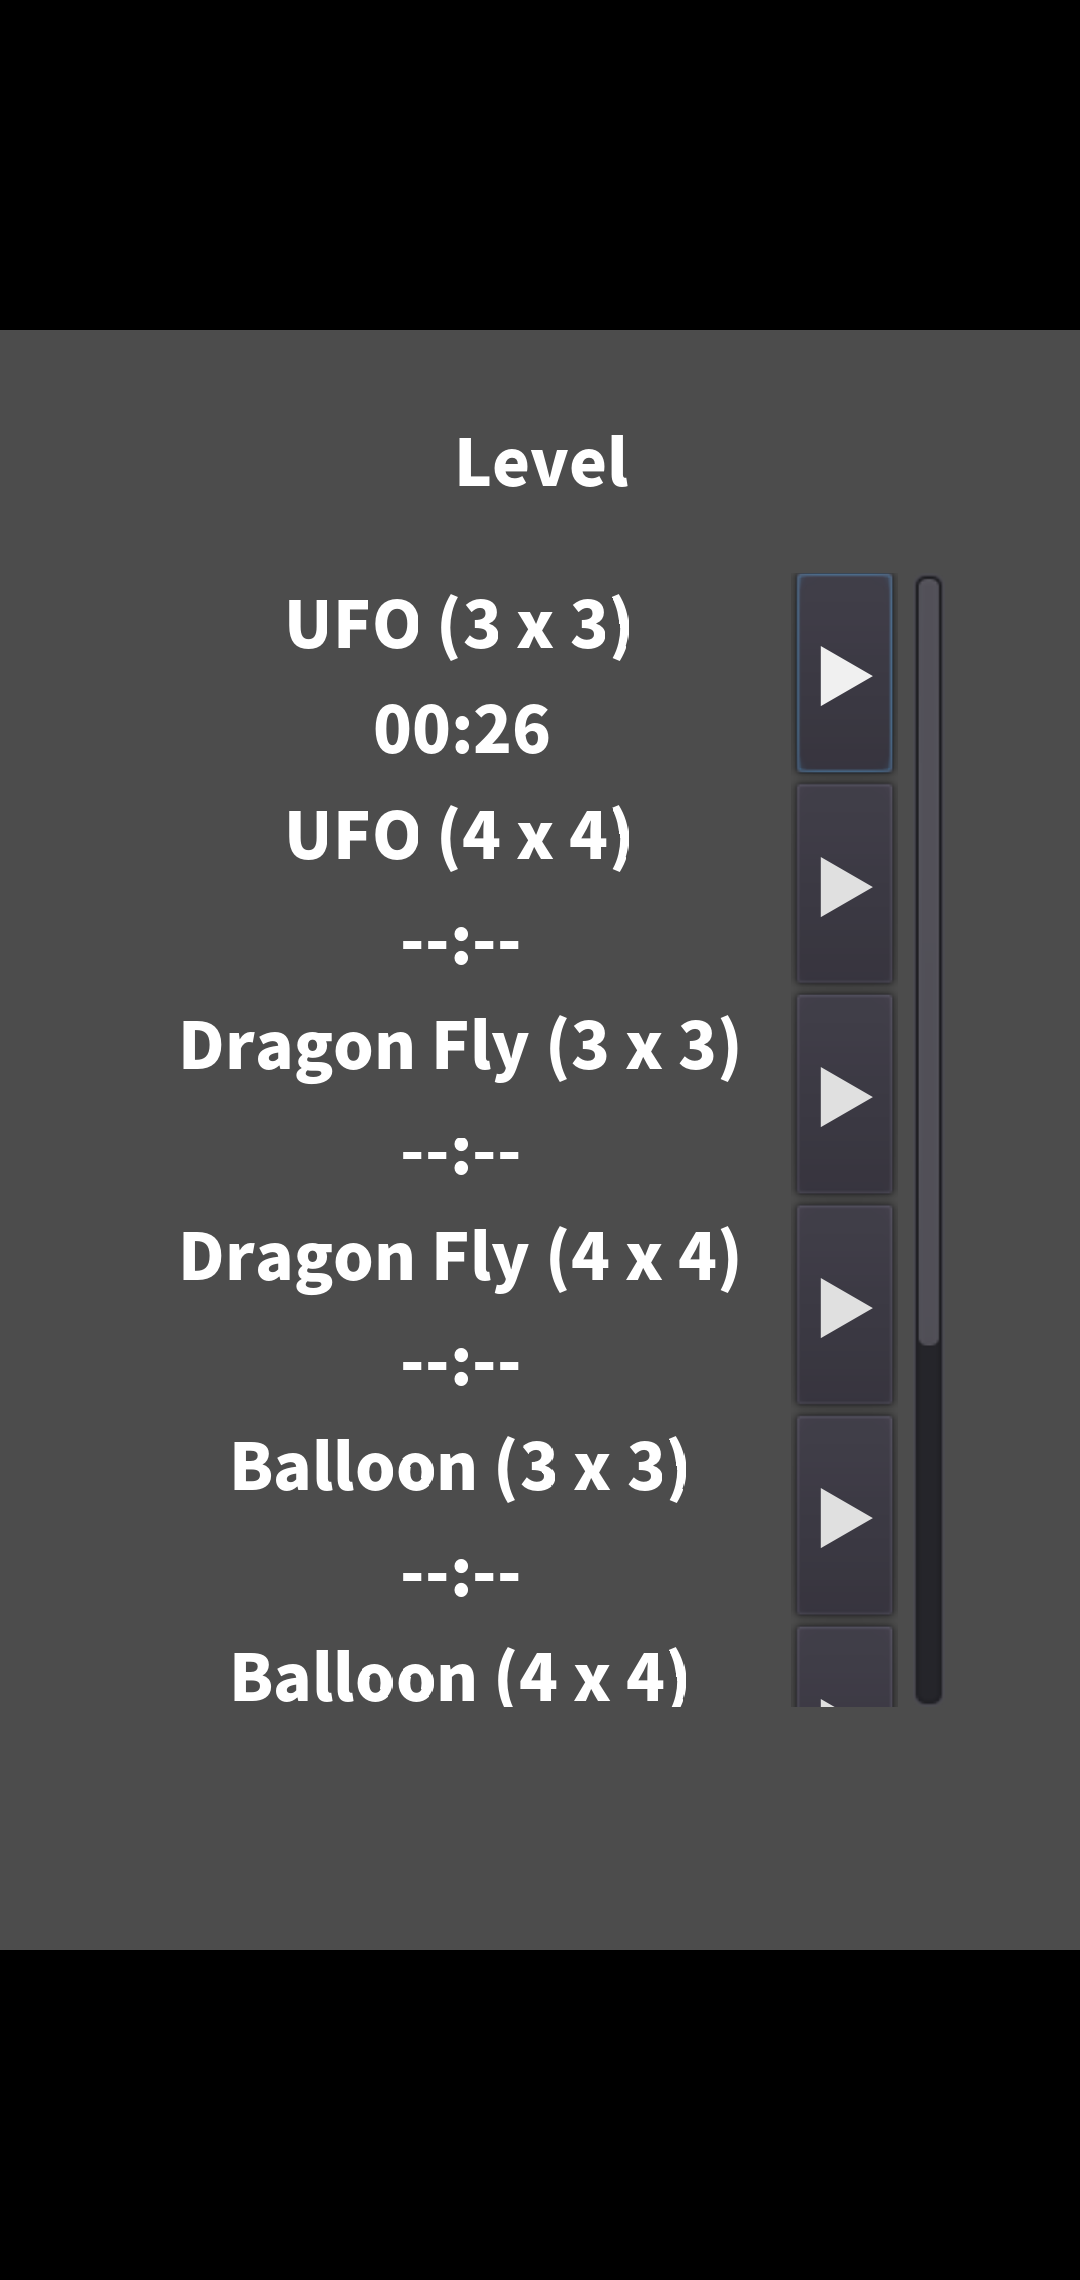 Level
UFO (3 x 3)
00:26
UFO (4 x 4)
--:--
Dragon Fly (3 x 3)
--:--
Dragon Fly (4 x 4)
--:--
Balloon (3 x 3)
--:--
Balloon (4 x 4)